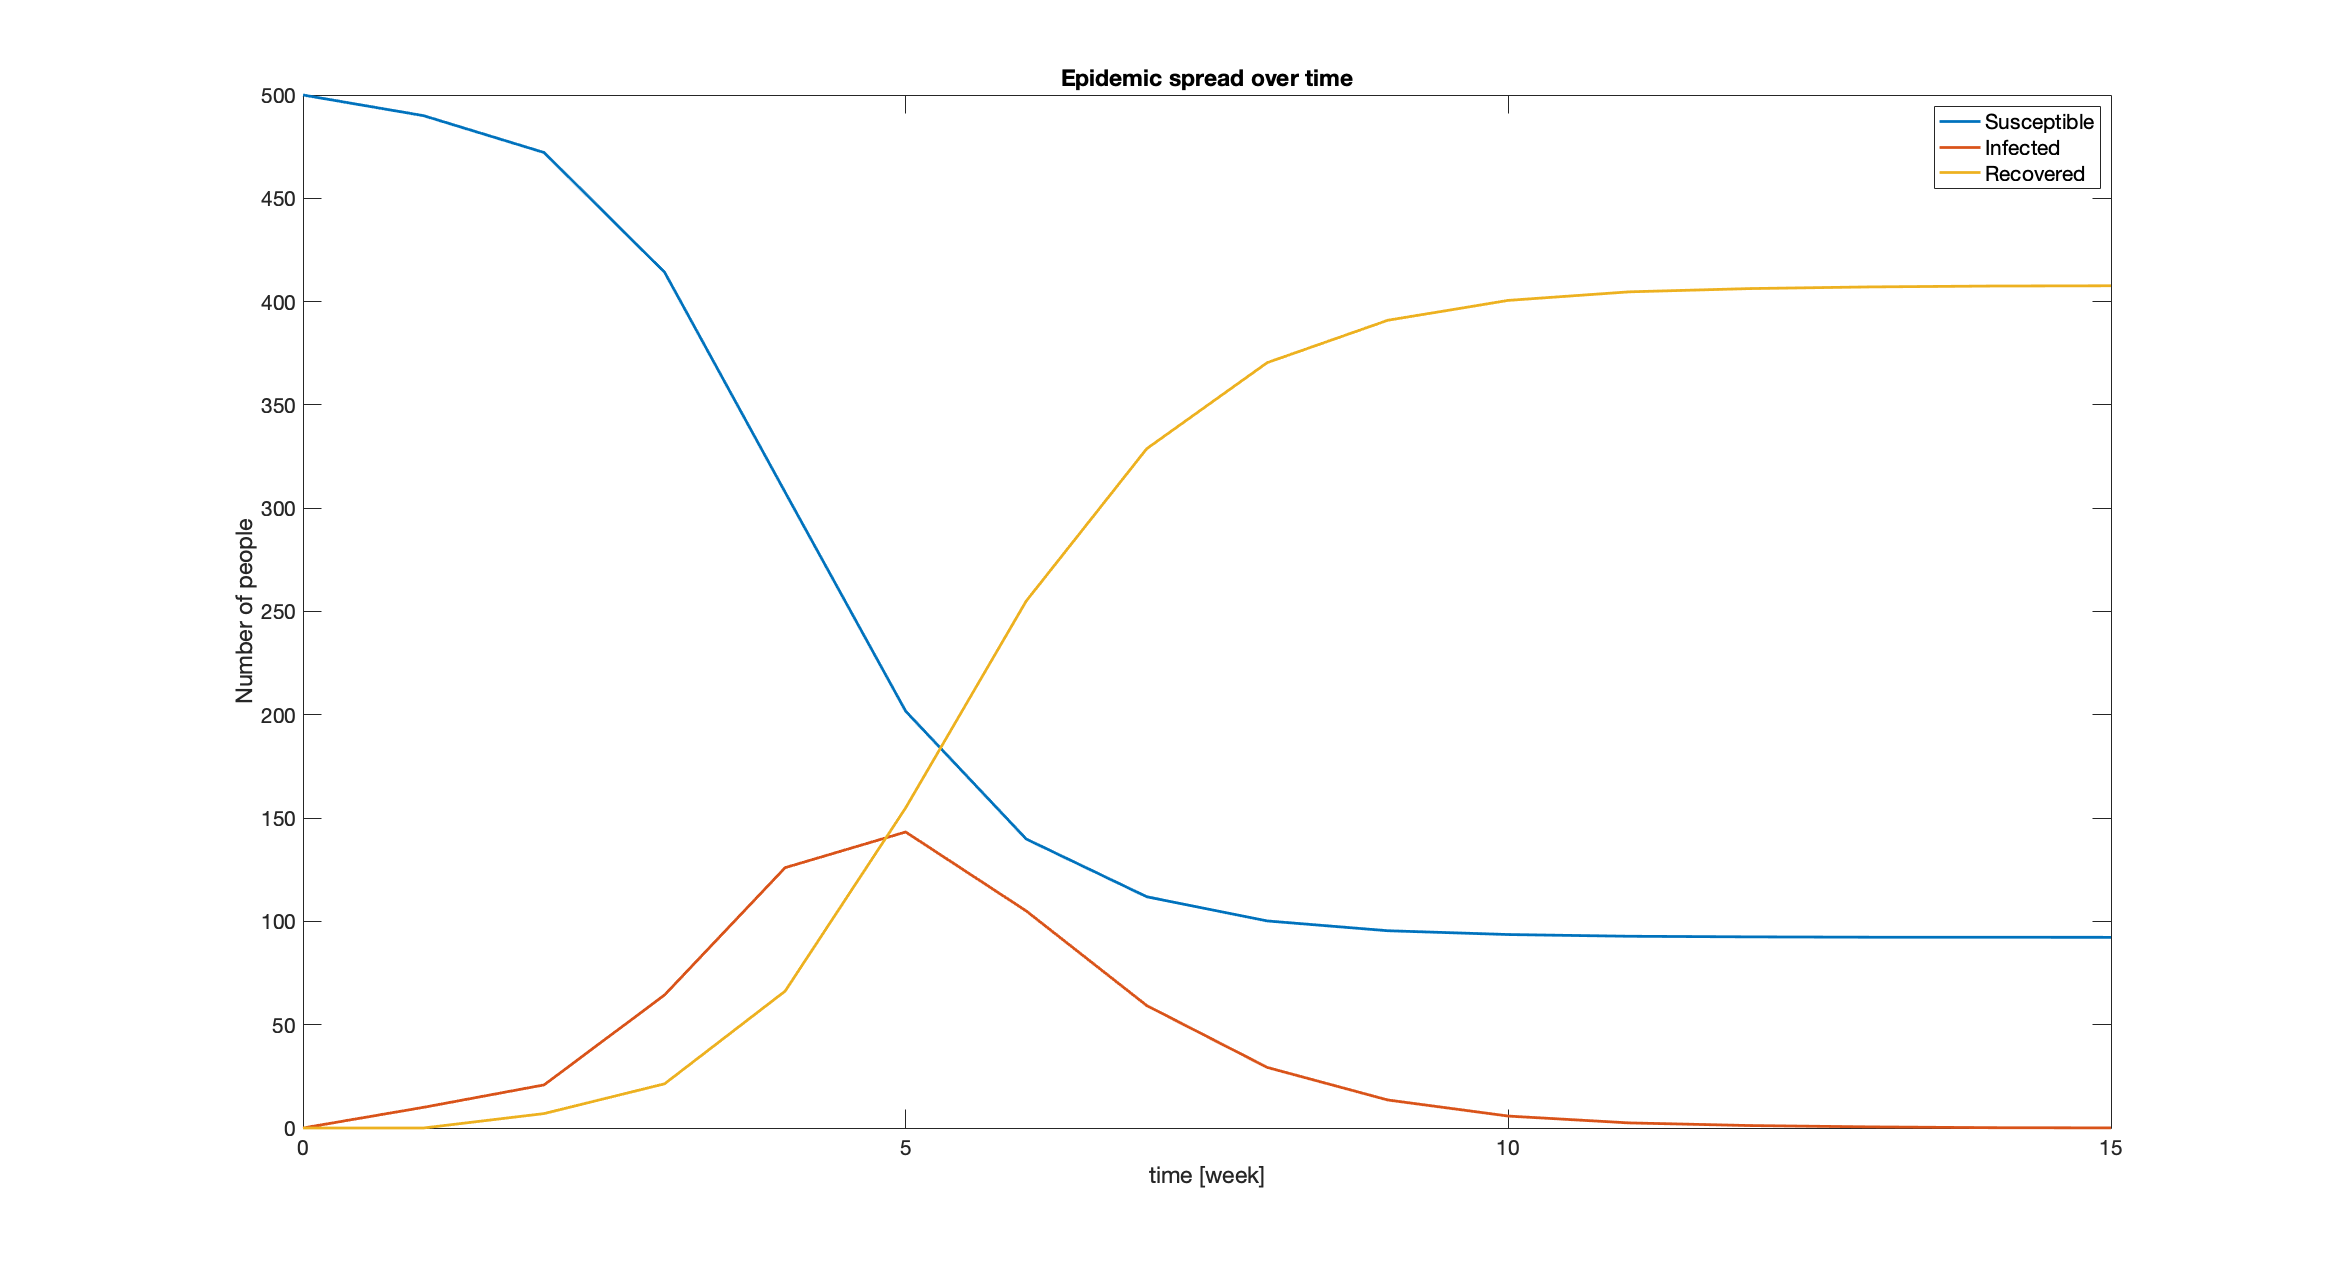 Epidemic spread over time
500
450
400
350
300
250
200
150
100
50
0
Number of people
0
5
10
15
time [week]
Susceptible
Infected
Recovered